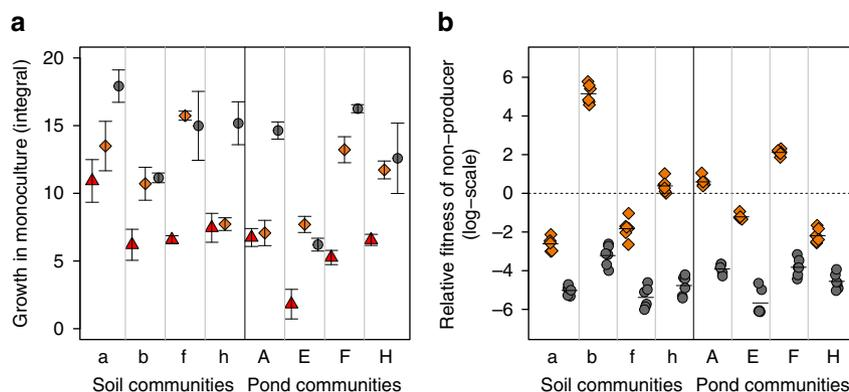 a
b
Growth in monoculture (integral)
20
15
10
5
0
a b f h A E F H
Soil communities Pond communities
Relative fitness of non−producer
(log−scale)
6
4
2
0
−2
−4
−6
a b f h A E F H
Soil communities Pond communities